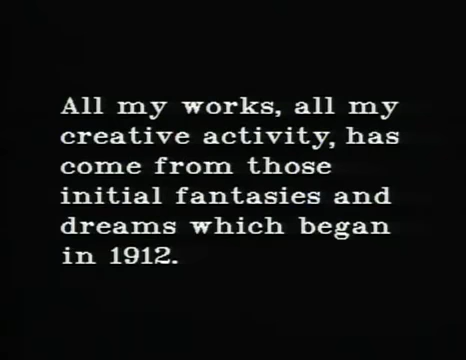 All my works, all my
creative activity, has
come from those
initial fantasies and
dreams which began
in 1912.